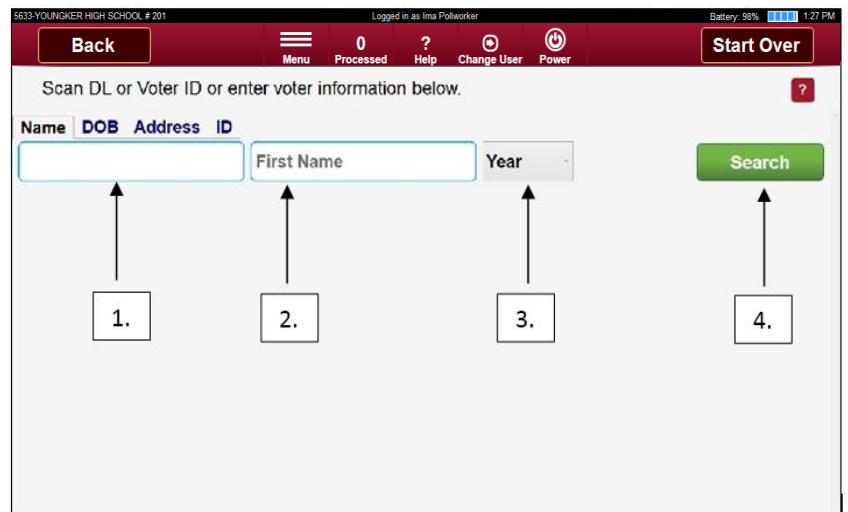 5633-YOUNGKER HIGH SCHOOL # 201 Logged in as Ima Pollworker Battery: 98% 1:27 PM
Back Menu 0 Processed ? Help Change User Power Start Over
Scan DL or Voter ID or enter voter information below. ?
Name DOB Address ID
First Name Year Search
1. 2. 3. 4.